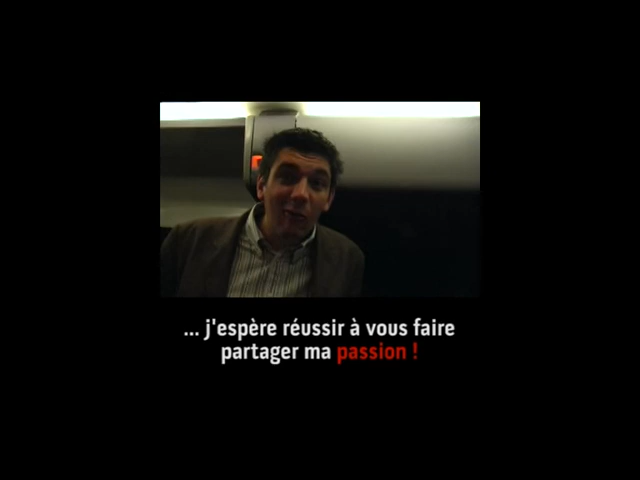 ... j'espère réussir à vous faire
partager ma passion !